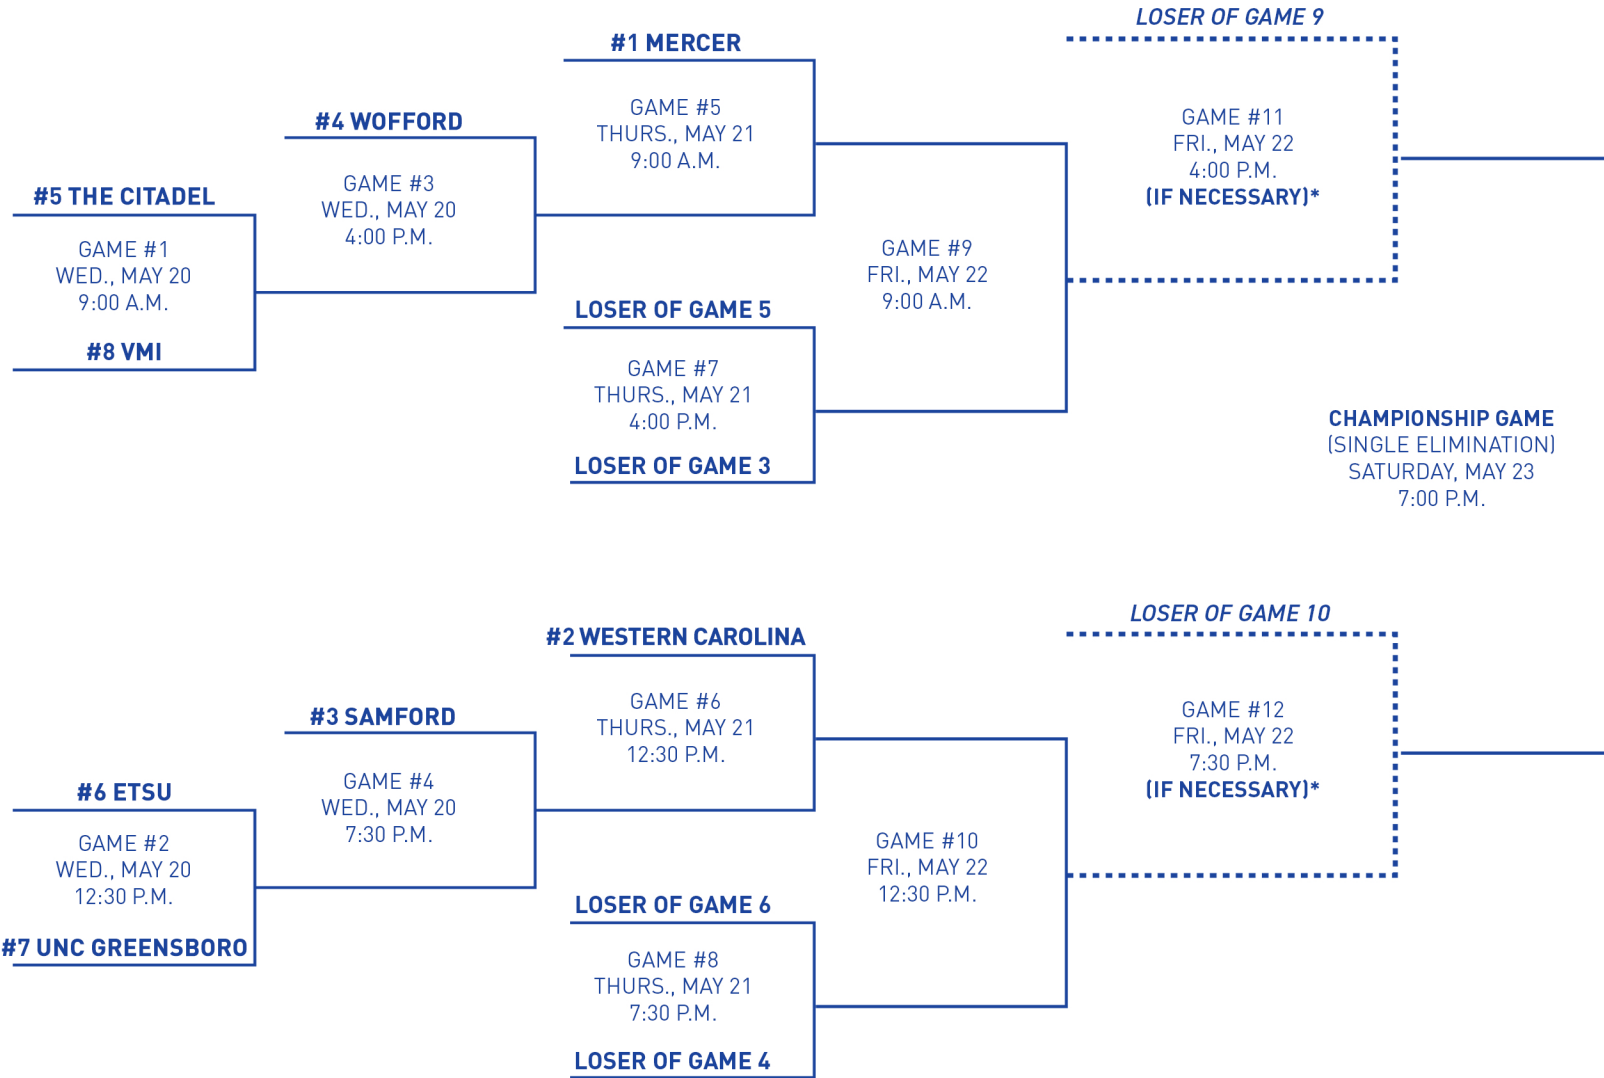 LOSER OF GAME 9
#1 MERCER
GAME #5
THURS., MAY 21
9:00 A.M.
GAME #11
FRI., MAY 22
4:00 P.M.
(IF NECESSARY)*
#4 WOFFORD
GAME #3
WED., MAY 20
4:00 P.M.
#5 THE CITADEL
GAME #1
WED., MAY 20
9:00 A.M.
#8 VMI
GAME #9
FRI., MAY 22
9:00 A.M.
LOSER OF GAME 5
GAME #7
THURS., MAY 21
4:00 P.M.
LOSER OF GAME 3
CHAMPIONSHIP GAME
(SINGLE ELIMINATION)
SATURDAY, MAY 23
7:00 P.M.
LOSER OF GAME 10
#2 WESTERN CAROLINA
GAME #6
THURS., MAY 21
12:30 P.M.
GAME #12
FRI., MAY 22
7:30 P.M.
(IF NECESSARY)*
#3 SAMFORD
GAME #4
WED., MAY 20
7:30 P.M.
#6 ETSU
GAME #2
WED., MAY 20
12:30 P.M.
#7 UNC GREENSBORO
GAME #10
FRI., MAY 22
12:30 P.M.
LOSER OF GAME 6
GAME #8
THURS., MAY 21
7:30 P.M.
LOSER OF GAME 4